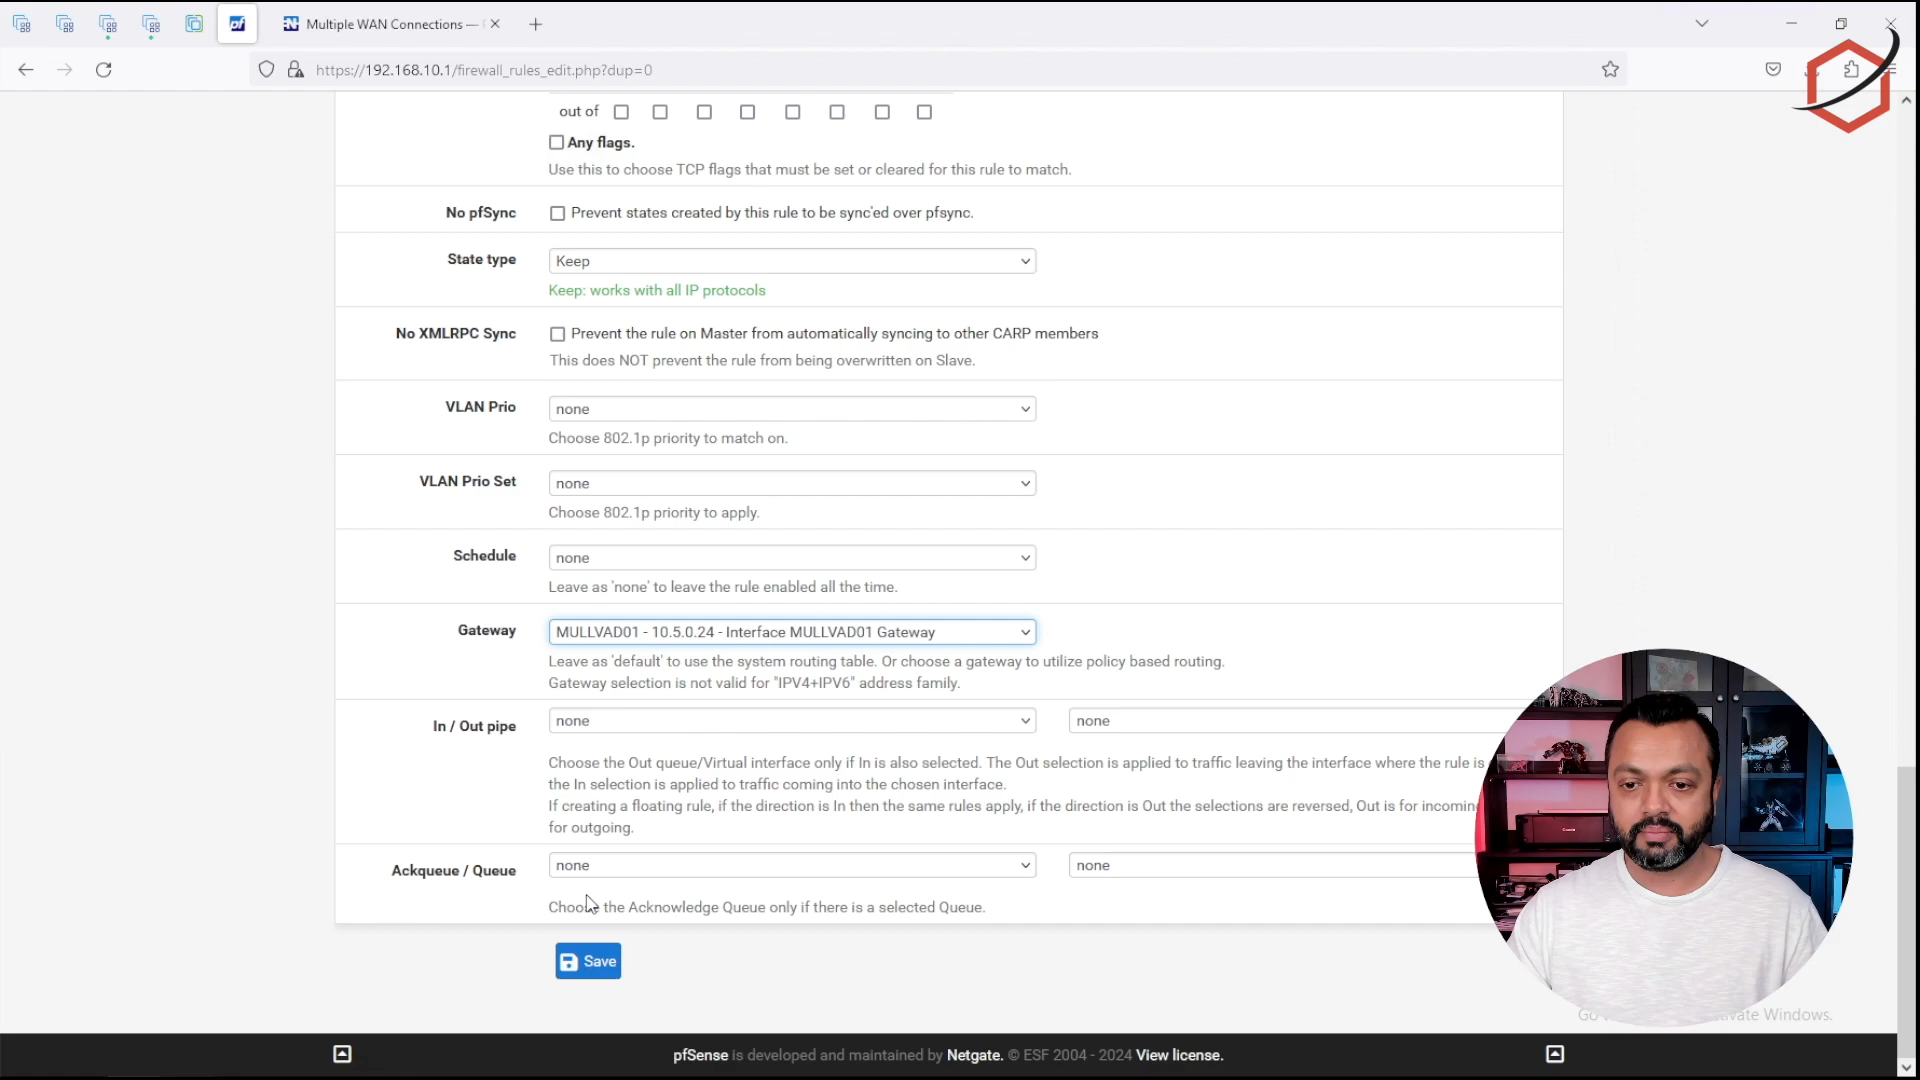 pf
Multiple WAN Connections —
https://192.168.10.1/firewall_rules_edit.php?dup=0
out of
Any flags.
Use this to choose TCP flags that must be set or cleared for this rule to match.
No pfSync
Prevent states created by this rule to be sync'ed over pfsync.
State type
Keep
Keep: works with all IP protocols
No XMLRPC Sync
Prevent the rule on Master from automatically syncing to other CARP members
This does NOT prevent the rule from being overwritten on Slave.
VLAN Prio
none
Choose 802.1p priority to match on.
VLAN Prio Set
none
Choose 802.1p priority to apply.
Schedule
none
Leave as 'none' to leave the rule enabled all the time.
Gateway
MULLVAD01 - 10.5.0.24 - Interface MULLVAD01 Gateway
Leave as 'default' to use the system routing table. Or choose a gateway to utilize policy based routing.
Gateway selection is not valid for "IPV4+IPV6" address family.
In / Out pipe
none none
Choose the Out queue/Virtual interface only if In is also selected. The Out selection is applied to traffic leaving the interface where the rule is
the In selection is applied to traffic coming into the chosen interface.
If creating a floating rule, if the direction is In then the same rules apply, if the direction is Out the selections are reversed, Out is for
for outgoing.
Ackqueue / Queue
none none
Choose the Acknowledge Queue only if there is a selected Queue.
Save
Windows.
pfSense is developed and maintained by Netgate. © ESF 2004 - 2024 View license.